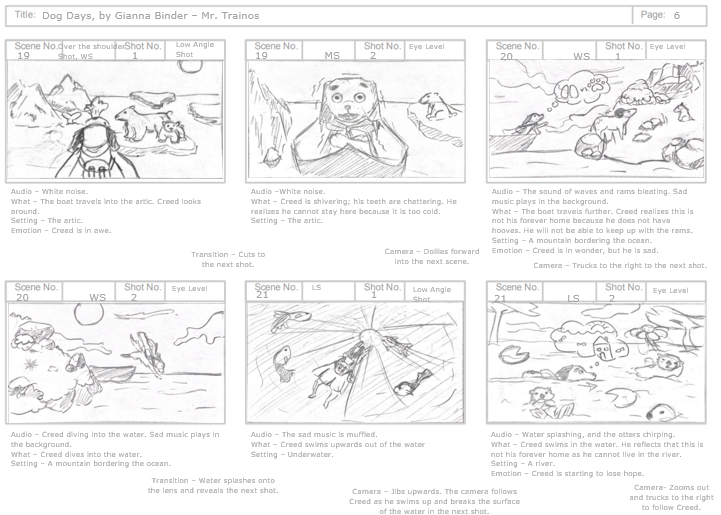 Title: Dog Days, by Gianna Binder – Mr. Trainos
Page: 6
Scene No. Over the shoulder Shot No. Low Angle
19 Shot, WS 1 Shot
Scene No. Shot No. Eye Level
19 MS 2
Scene No. Shot No. Eye Level
20 WS 1
Audio – White noise.
What – The boat travels into the artic. Creed looks
around.
Setting – The artic.
Emotion – Creed is in awe.
Transition – Cuts to
the next shot.
Audio –White noise.
What – Creed is shivering; his teeth are chattering. He
realizes he cannot stay here because it is too cold.
Setting – The artic.
Camera – Dollies forward
into the next scene.
Audio – The sound of waves and rams bleating. Sad
music plays in the background.
What – The boat travels further. Creed realizes this is
not his forever home because he does not have
hooves. He will not be able to keep up with the rams.
Setting – A mountain bordering the ocean.
Emotion – Creed is in wonder, but he is sad.
Camera – Trucks to the right to the next shot.
Scene No. Shot No. Eye Level
20 WS 2
Scene No. LS Shot No. Low Angle
21 1 Shot
Scene No. Shot No. Eye Level
21 LS 2
Audio – Creed diving into the water. Sad music plays in
the background.
What – Creed dives into the water.
Setting – A mountain bordering the ocean.
Transition – Water splashes onto
the lens and reveals the next shot.
Audio – The sad music is muffled.
What – Creed swims upwards out of the water
Setting – Underwater.
Camera – Jibs upwards. The camera follows
Creed as he swims up and breaks the surface
of the water in the next shot.
Audio – Water splashing, and the otters chirping.
What – Creed swims in the water. He reflects that this is
not his forever home as he cannot live in the river.
Setting – A river.
Emotion – Creed is starting to lose hope.
Camera- Zooms out
and trucks to the right
to follow Creed.